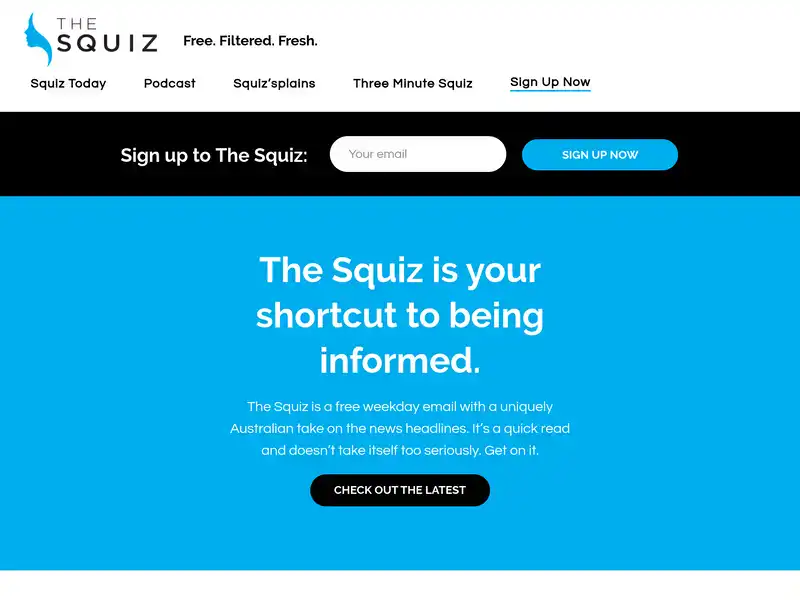 THE
SQUIZ
Free. Filtered. Fresh.
Squiz Today
Podcast
Squiz’splains
Three Minute Squiz
Sign Up Now
Sign up to The Squiz:
Your email
SIGN UP NOW
The Squiz is your
shortcut to being
informed.
The Squiz is a free weekday email with a uniquely
Australian take on the news headlines. It’s a quick read
and doesn’t take itself too seriously. Get on it.
CHECK OUT THE LATEST